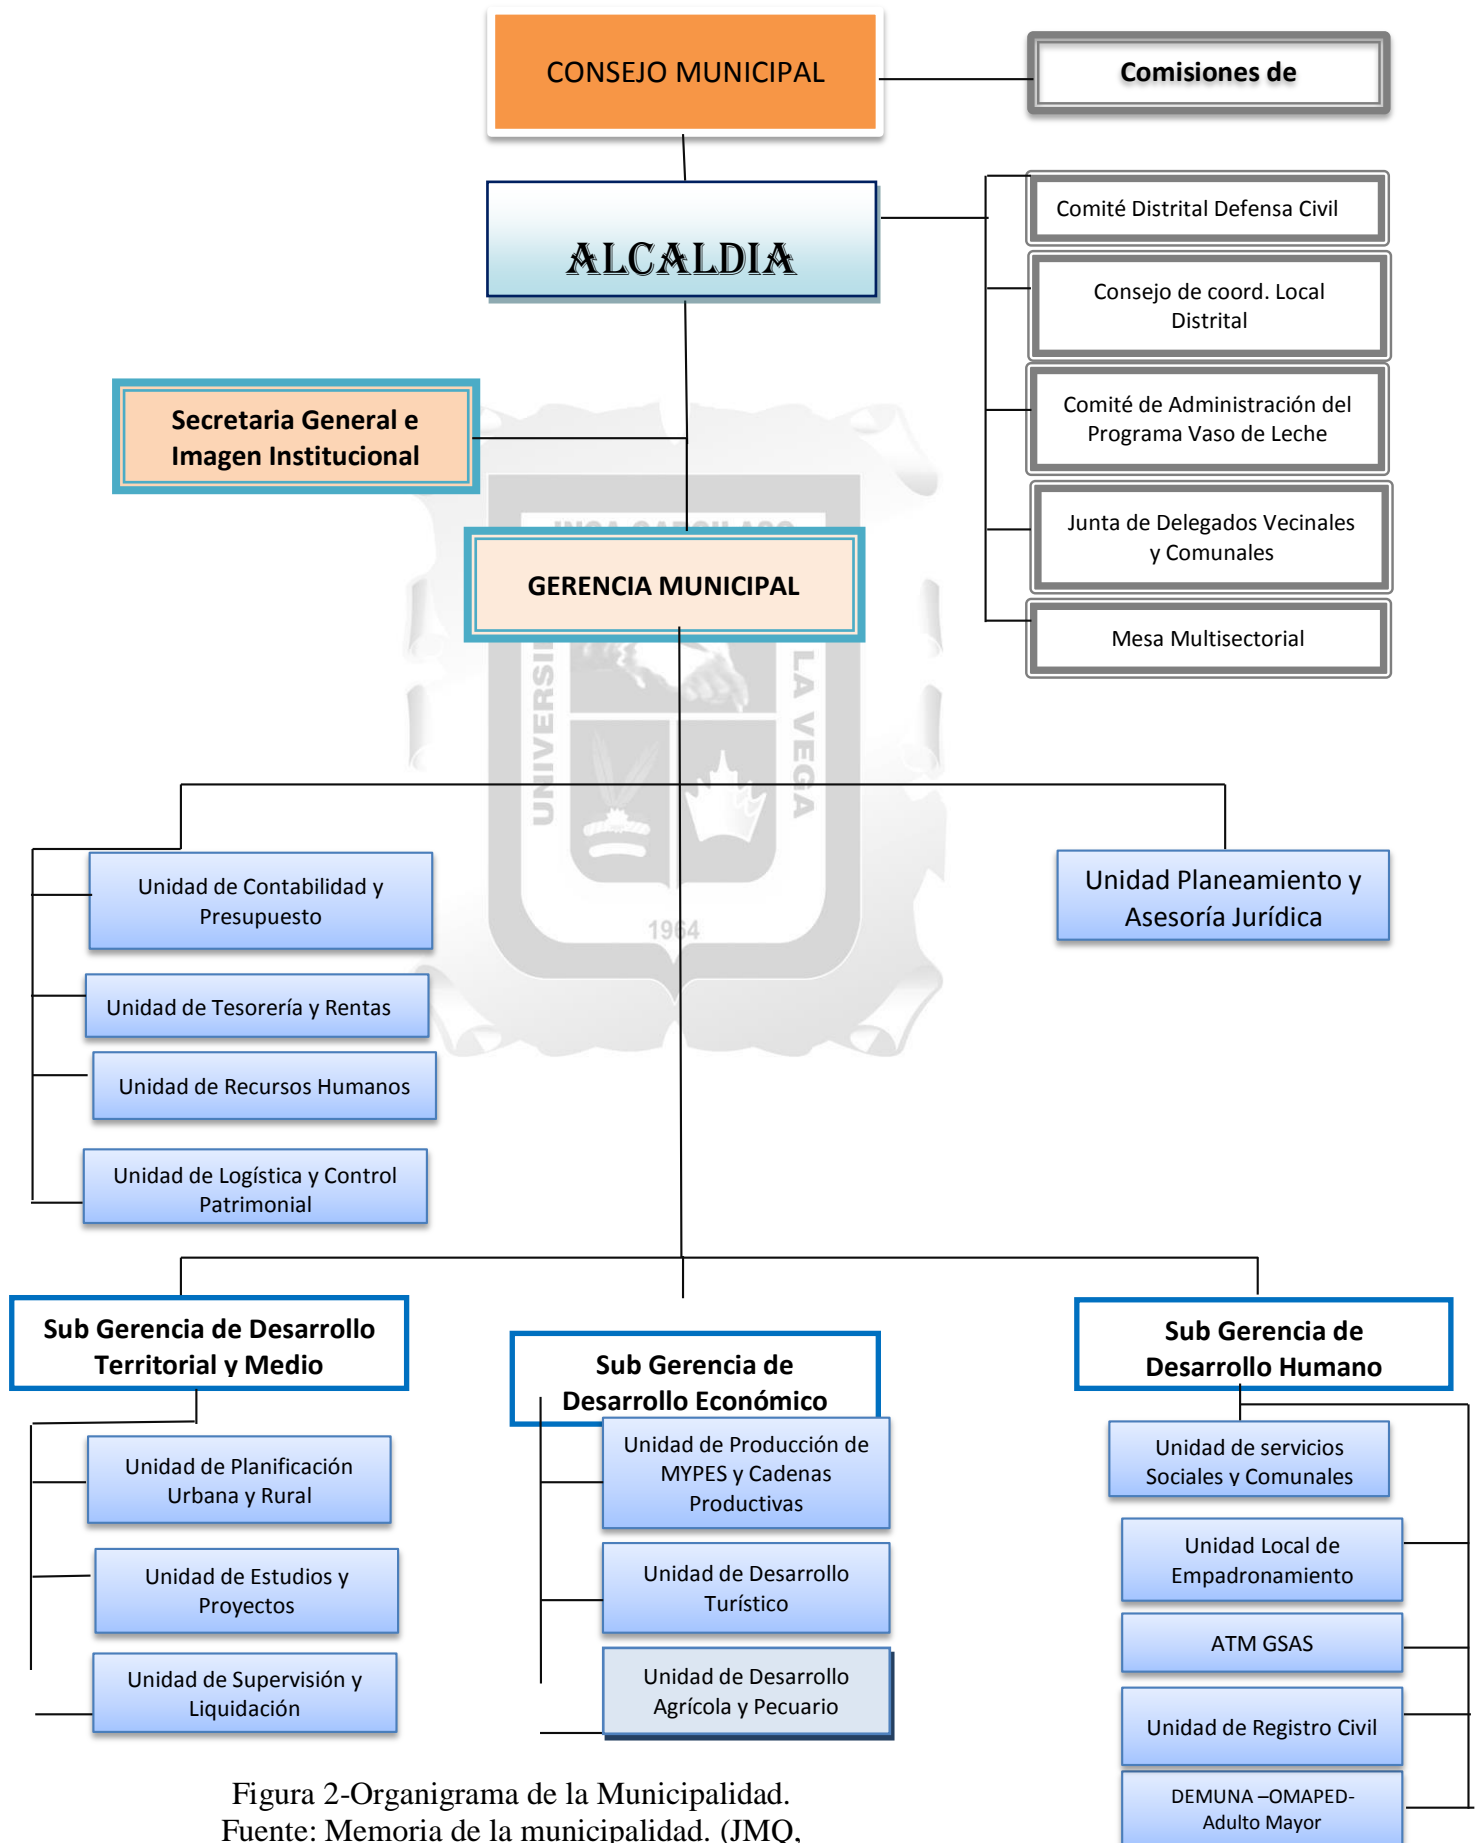 CONSEJO MUNICIPAL
Comisiones de
ALCALDIA
Comité Distrital Defensa Civil
Consejo de coord. Local
Distrital
Secretaria General e
Imagen Institucional
Comité de Administración del
Programa Vaso de Leche
Junta de Delegados Vecinales
y Comunales
GERENCIA MUNICIPAL
Mesa Multisectorial
LA VEGA
1964
Unidad de Contabilidad y
Presupuesto
Unidad Planeamiento y
Asesoría Jurídica
Unidad de Tesorería y Rentas
Unidad de Recursos Humanos
Unidad de Logística y Control
Patrimonial
Sub Gerencia de Desarrollo
Territorial y Medio
Unidad de Planificación
Urbana y Rural
Unidad de Estudios y
Proyectos
Unidad de Supervisión y
Liquidación
Sub Gerencia de
Desarrollo Económico
Unidad de Producción de
MYPES y Cadenas
Productivas
Unidad de Desarrollo
Turístico
Unidad de Desarrollo
Agrícola y Pecuario
Sub Gerencia de
Desarrollo Humano
Unidad de servicios
Sociales y Comunales
Unidad Local de
Empadronamiento
ATM GSAS
Unidad de Registro Civil
DEMUNA –OMAPED-
Adulto Mayor
Figura 2-Organigrama de la Municipalidad.
Fuente: Memoria de la municipalidad. (JMQ,